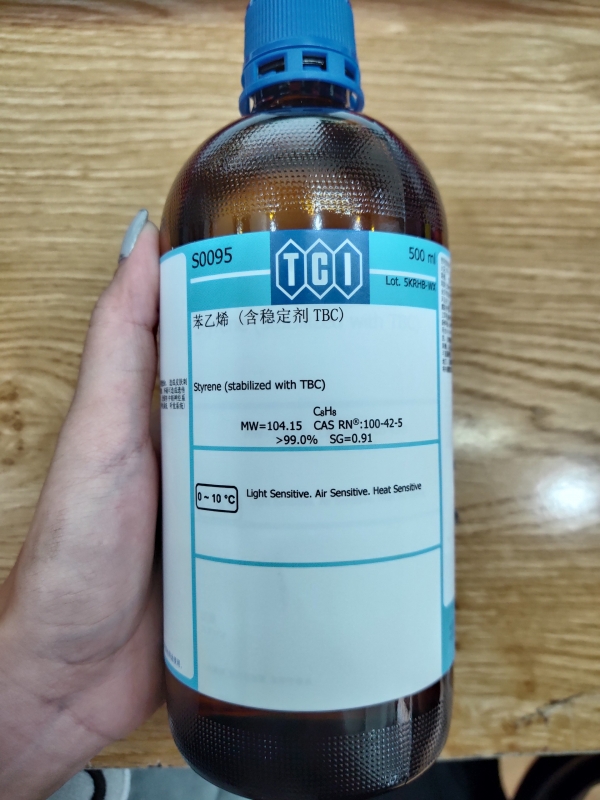 S0095
TCI
500 ml
Lot. 5KRHB-WX
苯乙烯 (含稳定剂 TBC)
Styrene (stabilized with TBC)
C₈H₈
MW=104.15 CAS RN®:100-42-5
>99.0% SG=0.91
0 ~ 10 °C
Light Sensitive. Air Sensitive. Heat Sensitive